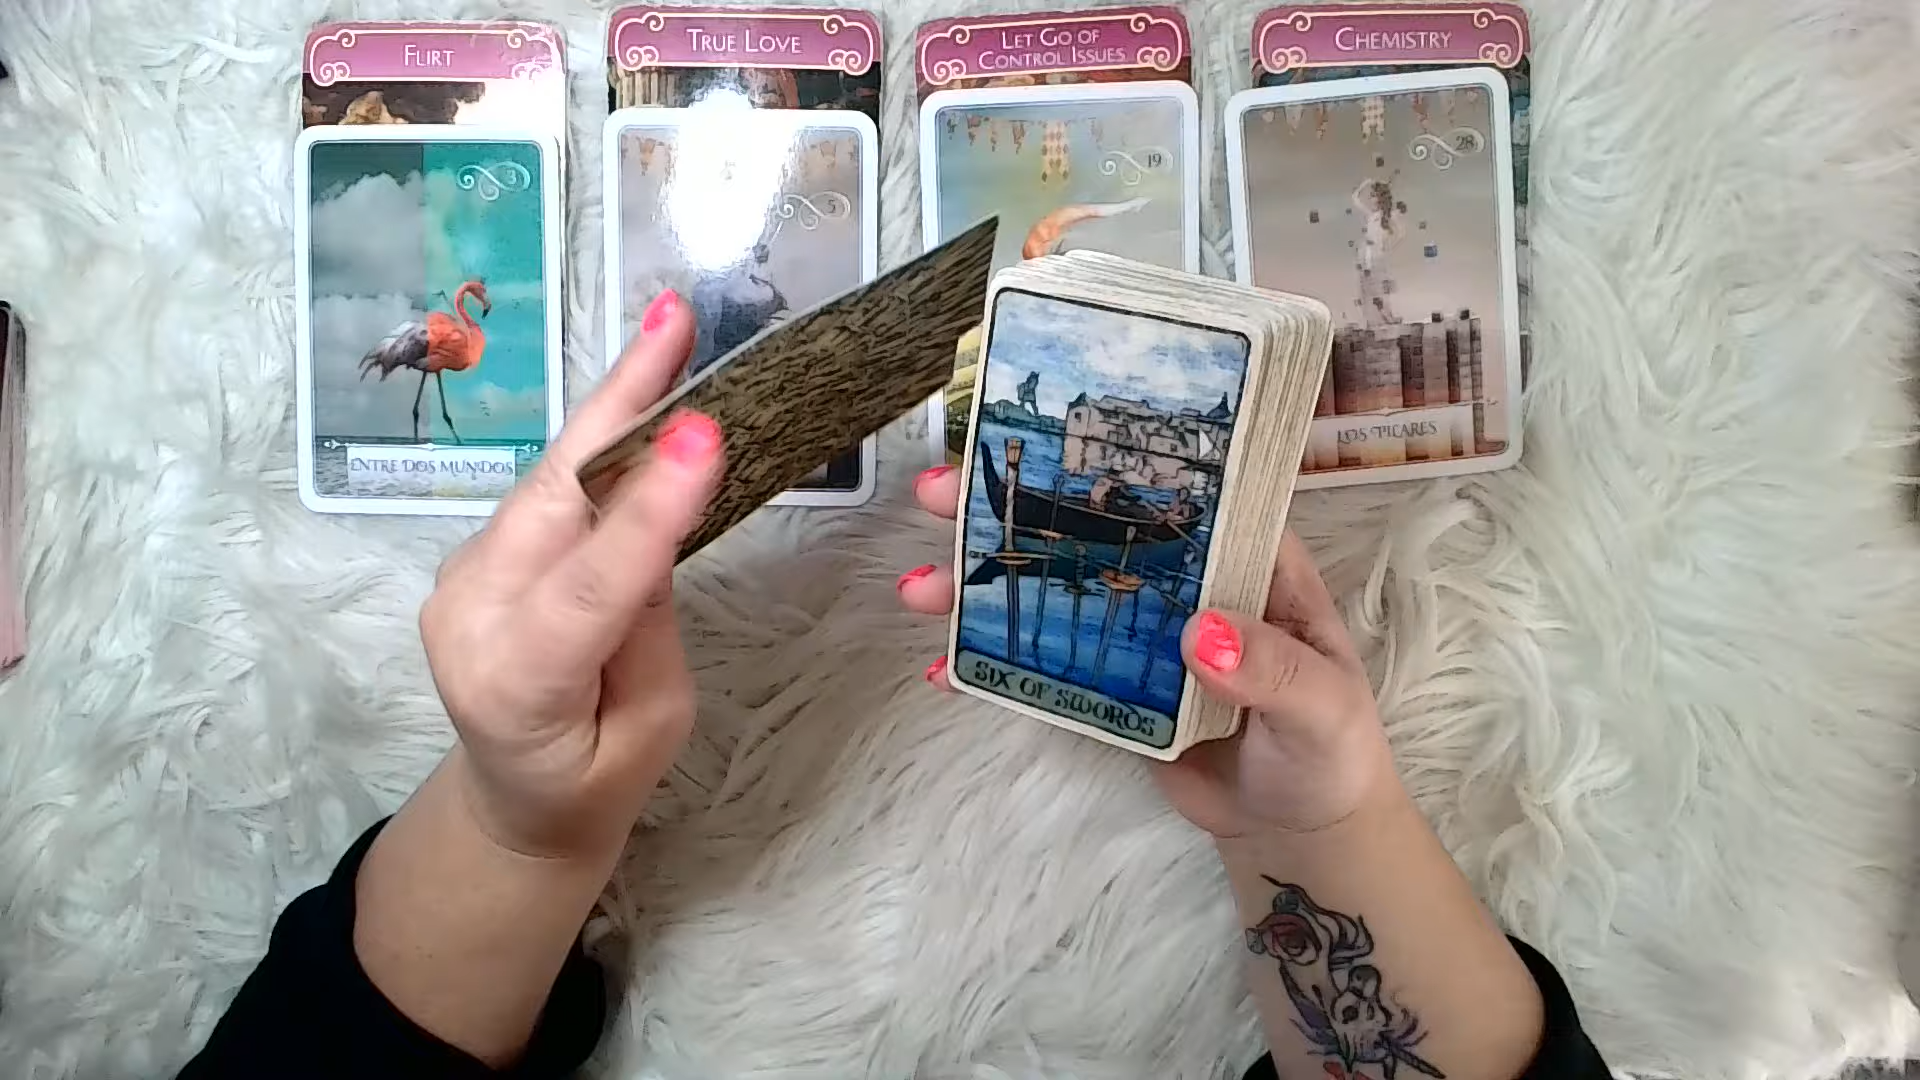 FLIRT
TRUE LOVE
LET GO OF
CONTROL ISSUES
CHEMISTRY
3
5
19
28
ENTRE DOS MUNDOS
LOS PILARES
SIX OF SWORDS